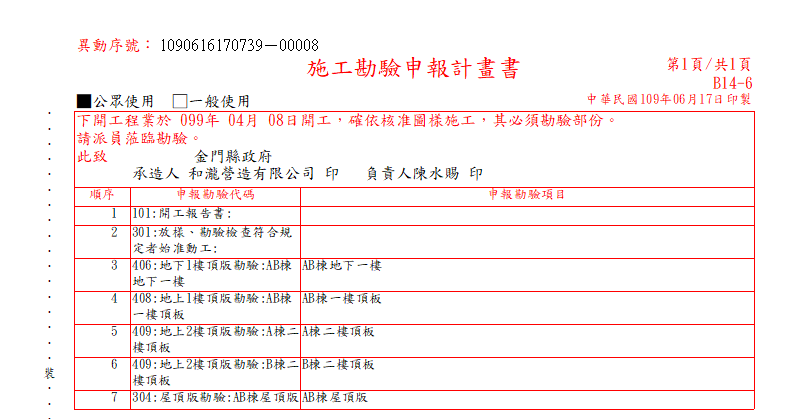 異動序號： 1090616170739－00008
施工勘驗申報計畫書
第1頁/共1頁
B14-6
■公眾使用 □一般使用
中華民國109年06月17日印製
下開工程業於 099年 04月 08日開工，確依核准圖樣施工，其必須勘驗部份。
請派員蒞臨勘驗。
此致 金門縣政府
承造人 和瀧營造有限公司 印 負責人陳水賜 印
順序 申報勘驗代碼 申報勘驗項目
1 101:開工報告書:
2 301:放樣、勘驗檢查符合規
定者始准動工:
3 406:地下1樓頂版勘驗:AB棟 AB棟地下一樓
地下一樓
4 408:地上1樓頂版勘驗:AB棟 AB棟一樓頂板
一樓頂板
5 409:地上2樓頂版勘驗:A棟二 A棟二樓頂板
樓頂板
6 409:地上2樓頂版勘驗:B棟二 B棟二樓頂板
樓頂板
7 304:屋頂版勘驗:AB棟屋頂版 AB棟屋頂版
裝